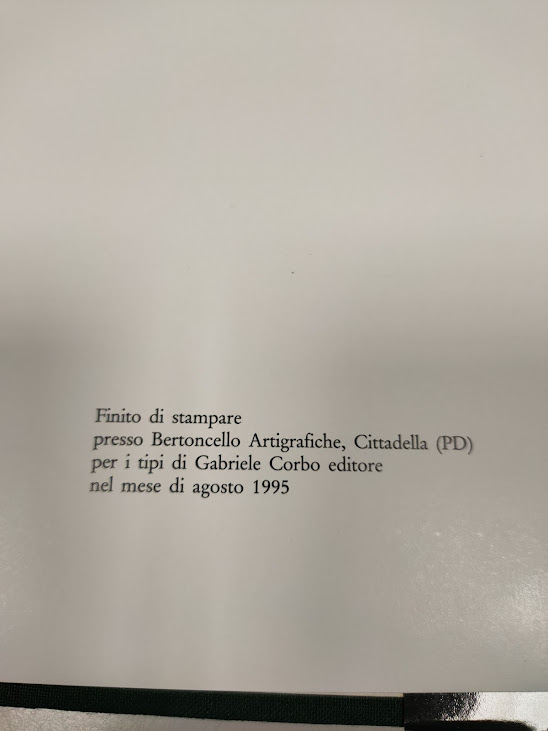 Finito di stampare
presso Bertoncello Artigrafiche, Cittadella (PD)
per i tipi di Gabriele Corbo editore
nel mese di agosto 1995